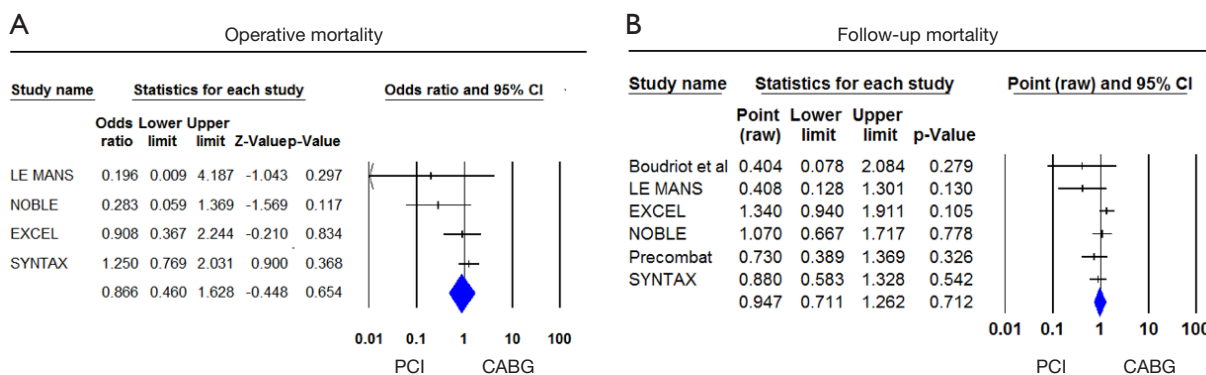 A
Operative mortality
Study name Statistics for each study Odds ratio and 95% CI
Odds Lower Upper
ratio limit limit Z-Value p-Value
LE MANS 0.196 0.009 4.187 -1.043 0.297
NOBLE 0.283 0.059 1.369 -1.569 0.117
EXCEL 0.908 0.367 2.244 -0.210 0.834
SYNTAX 1.250 0.769 2.031 0.900 0.368
0.866 0.460 1.628 -0.448 0.654
0.01 0.1 1 10 100
PCI CABG
B
Follow-up mortality
Study name Statistics for each study Point (raw) and 95% CI
Point Lower Upper
(raw) limit limit p-Value
Boudriot et al 0.404 0.078 2.084 0.279
LE MANS 0.408 0.128 1.301 0.130
EXCEL 1.340 0.940 1.911 0.105
NOBLE 1.070 0.667 1.717 0.778
Precombat 0.730 0.389 1.369 0.326
SYNTAX 0.880 0.583 1.328 0.542
0.947 0.711 1.262 0.712
0.01 0.1 1 10 100
PCI CABG